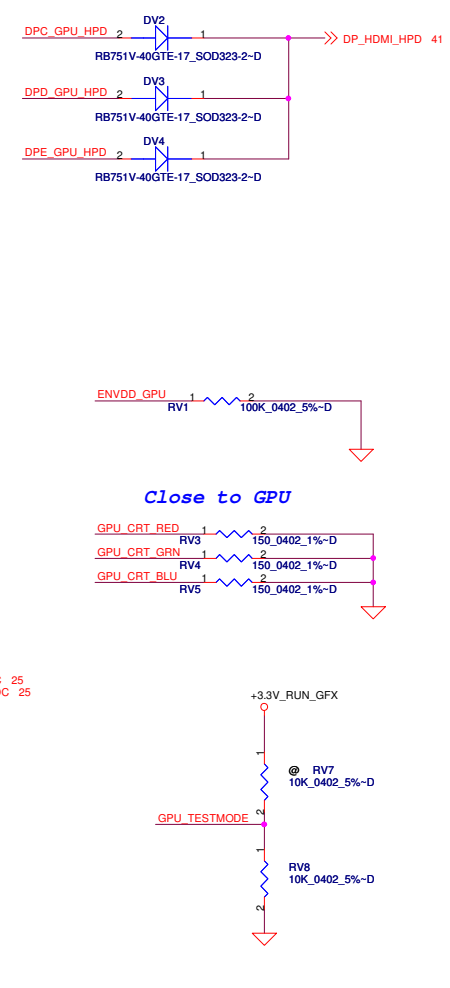 DV2
DPC_GPU_HPD 2 1 DP_HDMI_HPD 41
RB751V-40GTE-17_SOD323-2~D
DV3
DPD_GPU_HPD 2 1
RB751V-40GTE-17_SOD323-2~D
DV4
DPE_GPU_HPD 2 1
RB751V-40GTE-17_SOD323-2~D
ENVDD_GPU 1 2
RV1 100K_0402_5%~D
Close to GPU
GPU_CRT_RED 1 2
RV3 150_0402_1%~D
GPU_CRT_GRN 1 2
RV4 150_0402_1%~D
GPU_CRT_BLU 1 2
RV5 150_0402_1%~D
25
C 25
+3.3V_RUN_GFX
1
@ RV7
10K_0402_5%~D
2
GPU_TESTMODE
1
RV8
10K_0402_5%~D
2